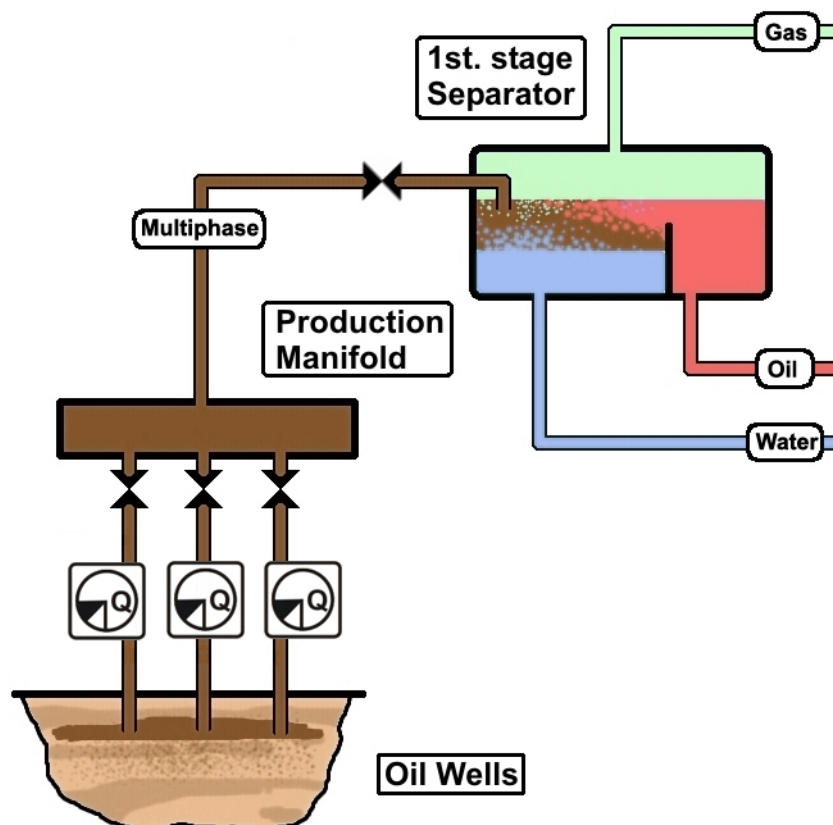 Gas
1st. stage
Separator
Multiphase
Production
Manifold
Oil
Water
Q
Q
Q
Oil Wells